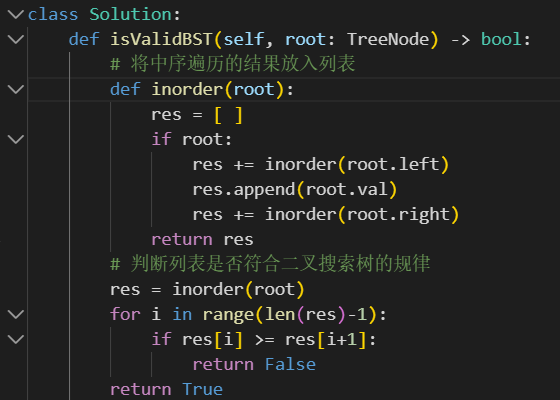 class Solution:
    def isValidBST(self, root: TreeNode) -> bool:
        # 将中序遍历的结果放入列表
        def inorder(root):
            res = [ ]
            if root:
                res += inorder(root.left)
                res.append(root.val)
                res += inorder(root.right)
            return res
        # 判断列表是否符合二叉搜索树的规律
        res = inorder(root)
        for i in range(len(res)-1):
            if res[i] >= res[i+1]:
                return False
        return True